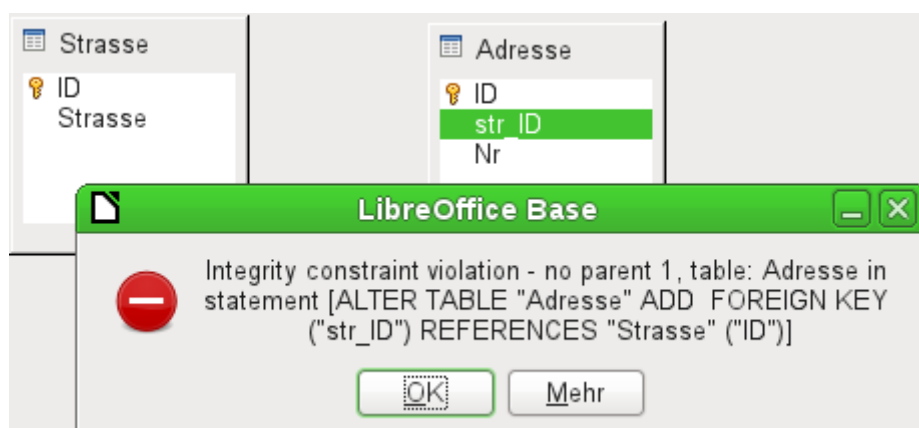 Strasse
ID
Strasse
Adresse
ID
str_ID
Nr
LibreOffice Base
Integrity constraint violation - no parent 1, table: Adresse in
statement [ALTER TABLE "Adresse" ADD  FOREIGN KEY
("str_ID") REFERENCES "Strasse" ("ID")]
OK
Mehr